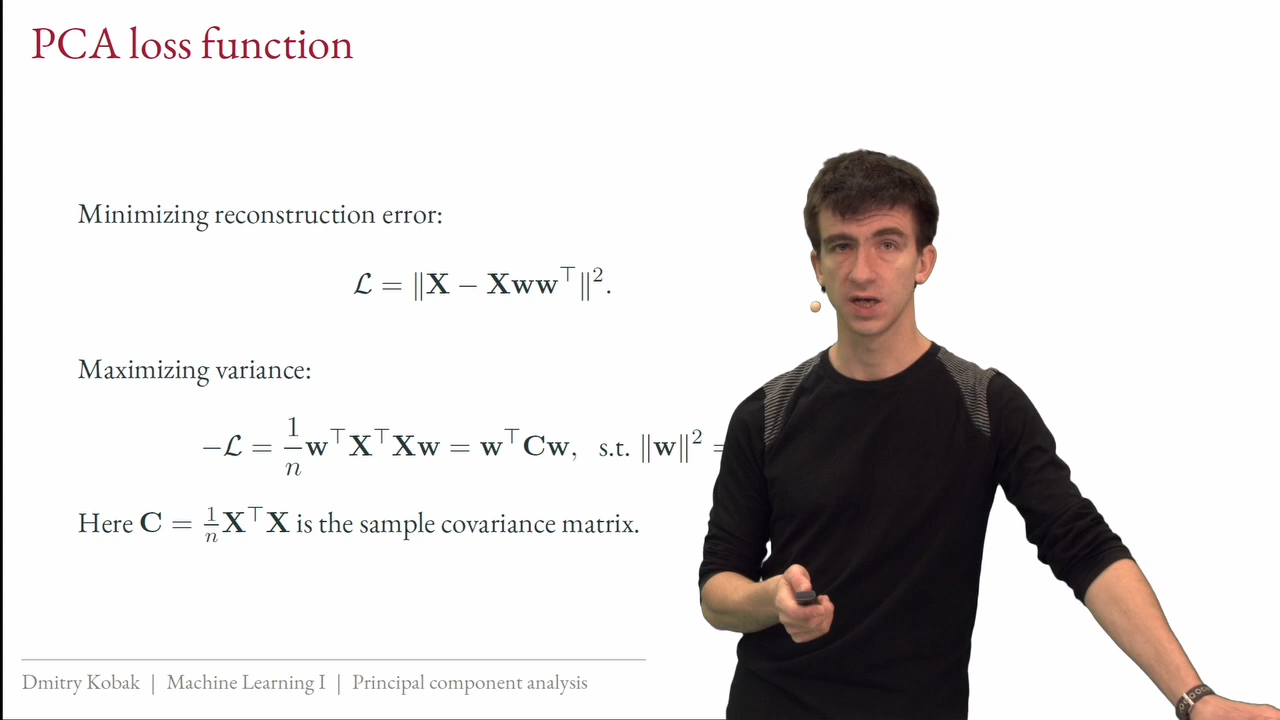 PCA loss function
Minimizing reconstruction error:
ℒ = ‖X − Xww⊤‖².
Maximizing variance:
−ℒ = 1/n w⊤X⊤Xw = w⊤Cw, s.t. ‖w‖² =
Here C = 1/n X⊤X is the sample covariance matrix.
Dmitry Kobak | Machine Learning I | Principal component analysis